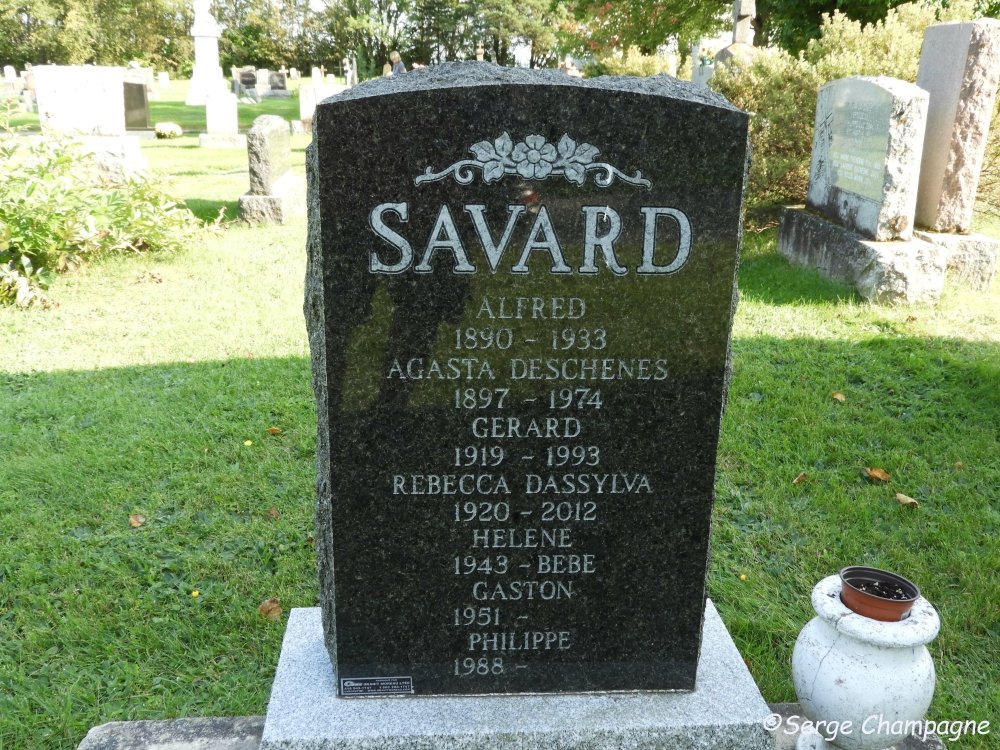 SAVARD
ALFRED
1890 - 1933
AGASTA DESCHENES
1897 - 1974
GERARD
1919 - 1993
REBECCA DASSYLVA
1920 - 2012
HELENE
1943 - BEBE
GASTON
1951 -
PHILIPPE
1988 -
© Serge Champagne